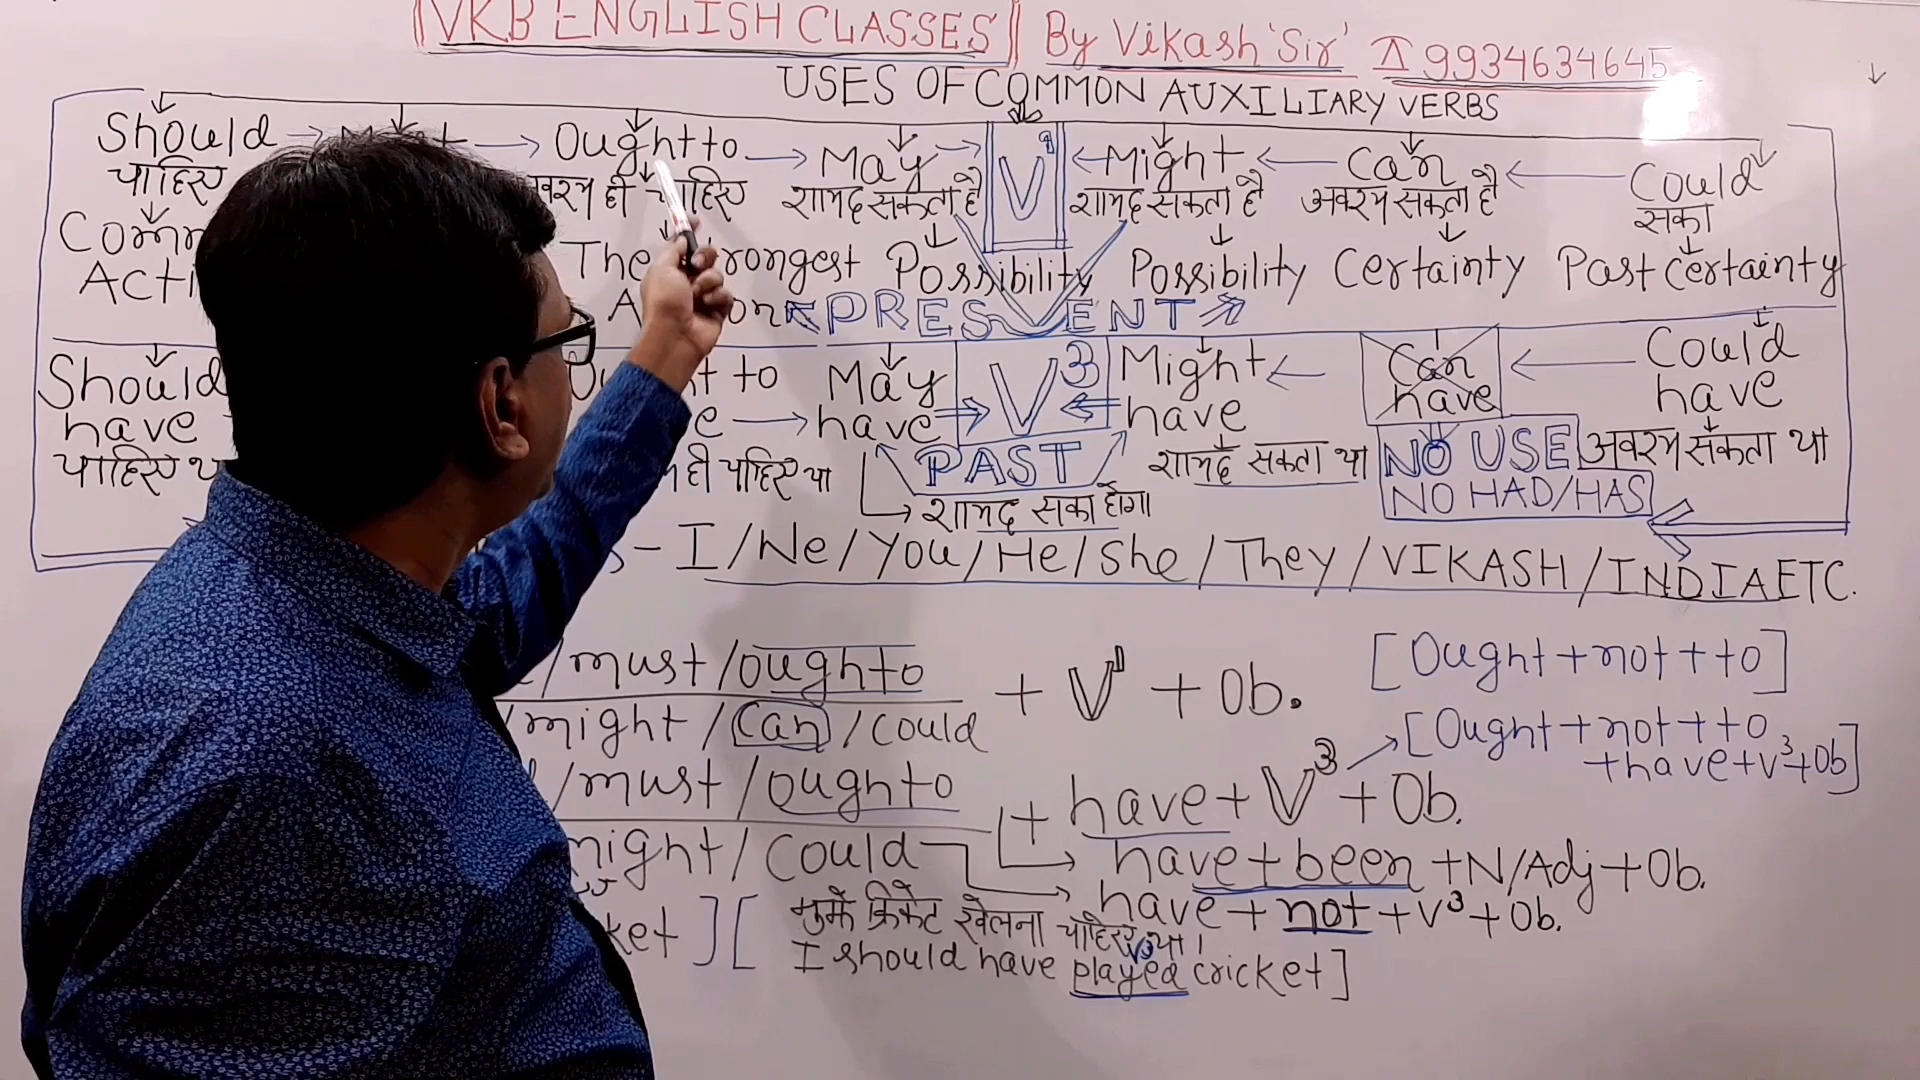 VKB ENGLISH CLASSES By Vikash 'Sir' 9934634645
USES OF COMMON AUXILIARY VERBS
Should → → Ought to → May → V¹ ← Might ← Can ← Could
चाहिए ही चाहिए शायद सकता है शायद सकता है अवश्य सकता है सका
The Strongest Possibility Possibility Certainty Past Certainty
PRESENT
Should to May V³ Might ← Can ← Could
have → have → ← have have have
चाहिए ही चाहिए था PAST शायद सकता था NO USE अवश्य सकता था
→ शायद सका होगा NO HAD/HAS
- I/We/You/He/She/They/VIKASH/INDIA ETC.
/must/oughto + V¹ + Ob. [Ought+not+to]
/might/Can/could
/must/oughto + have+V³+Ob. → [Ought+not+to
+have+V³+Ob]
might/Could have+been+N/Adj+Ob.
have+not+V³+Ob.
] [ मुझे क्रिकेट खेलना चाहिए था।
I should have played cricket]